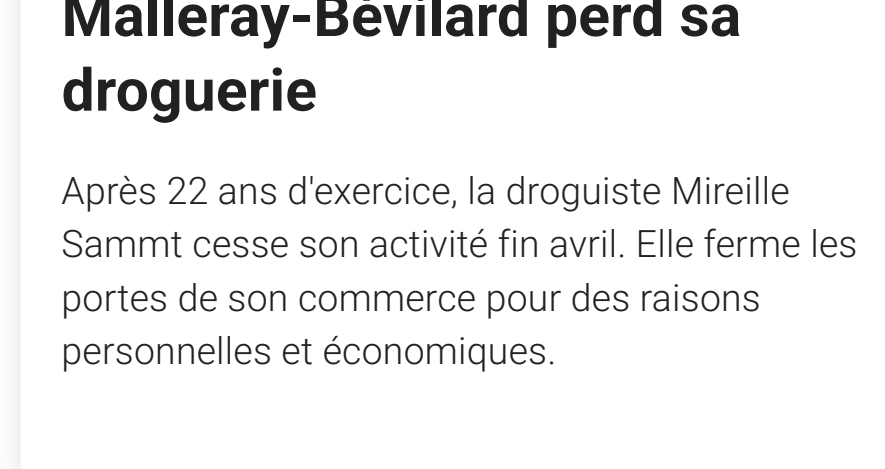 Malleray-Bévilard perd sa
droguerie
Après 22 ans d'exercice, la droguiste Mireille
Sammt cesse son activité fin avril. Elle ferme les
portes de son commerce pour des raisons
personnelles et économiques.